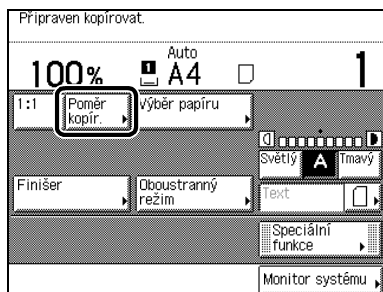 Připraven kopírovat.
Auto
100% 1 A4 1
1:1 Poměr kopír. Výběr papíru
Světlý A Tmavý
Finišer Oboustranný režim Text
Speciální funkce
Monitor systému